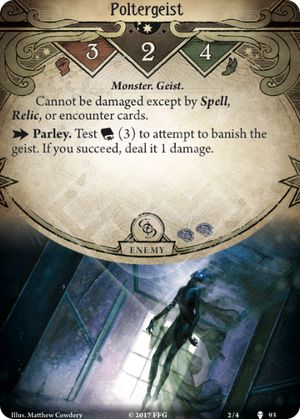 Poltergeist
3 2 4
Monster. Geist.
Cannot be damaged except by Spell,
Relic, or encounter cards.
Parley. Test (3) to attempt to banish the
geist. If you succeed, deal it 1 damage.
ENEMY
Illus. Matthew Cowdery © 2017 FFG 2/4 93